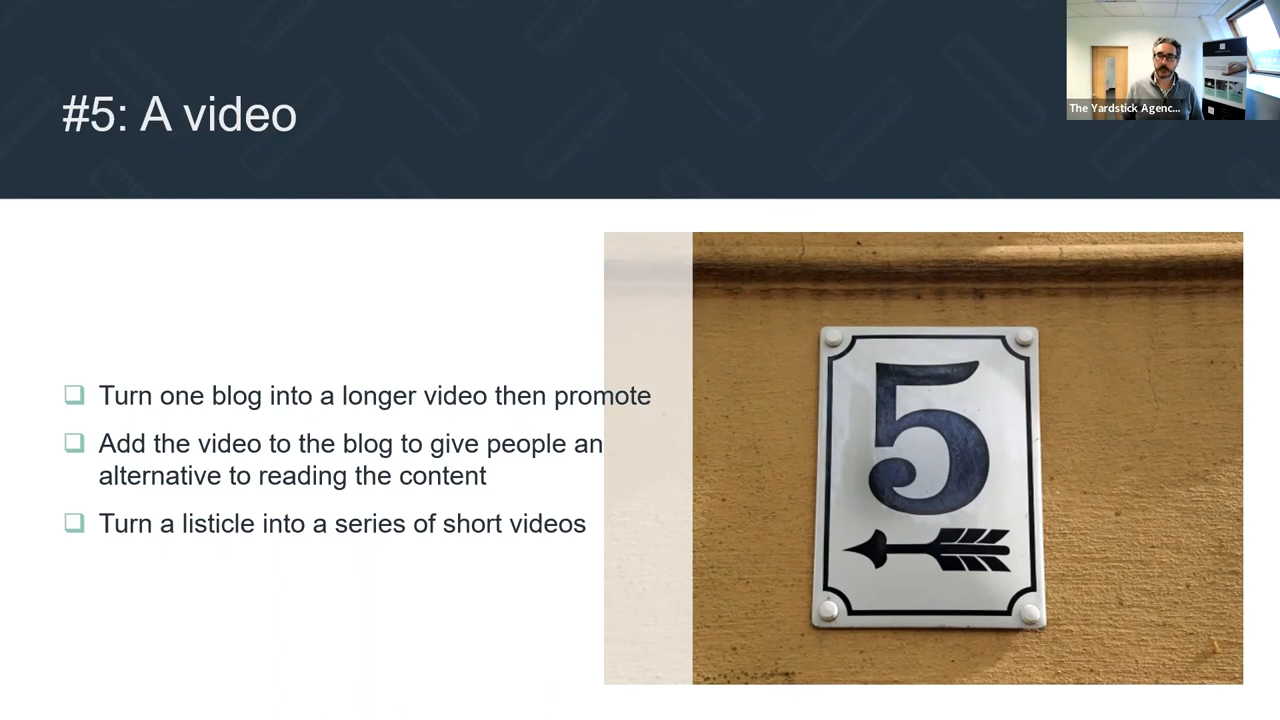 #5: A video
The Yardstick Agenc...
Turn one blog into a longer video then promote
Add the video to the blog to give people an
alternative to reading the content
Turn a listicle into a series of short videos
5